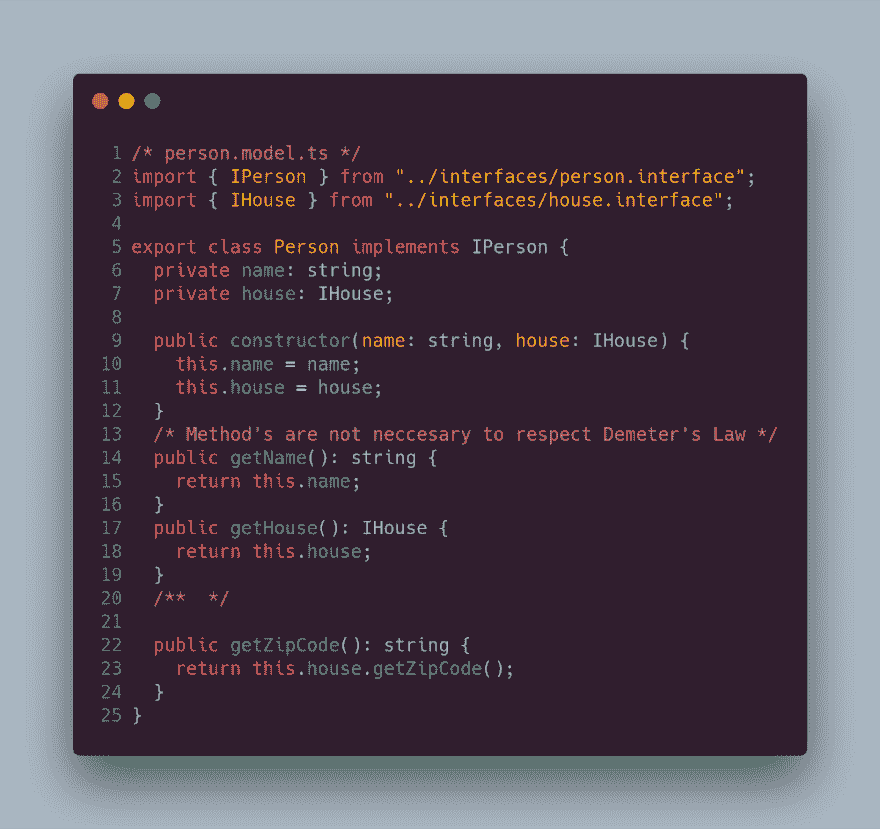 1 /* person.model.ts */
2 import { IPerson } from "../interfaces/person.interface";
3 import { IHouse } from "../interfaces/house.interface";
4
5 export class Person implements IPerson {
6   private name: string;
7   private house: IHouse;
8
9   public constructor(name: string, house: IHouse) {
10     this.name = name;
11     this.house = house;
12   }
13   /* Method's are not neccesary to respect Demeter's Law */
14   public getName(): string {
15     return this.name;
16   }
17   public getHouse(): IHouse {
18     return this.house;
19   }
20   /**  */
21
22   public getZipCode(): string {
23     return this.house.getZipCode();
24   }
25 }